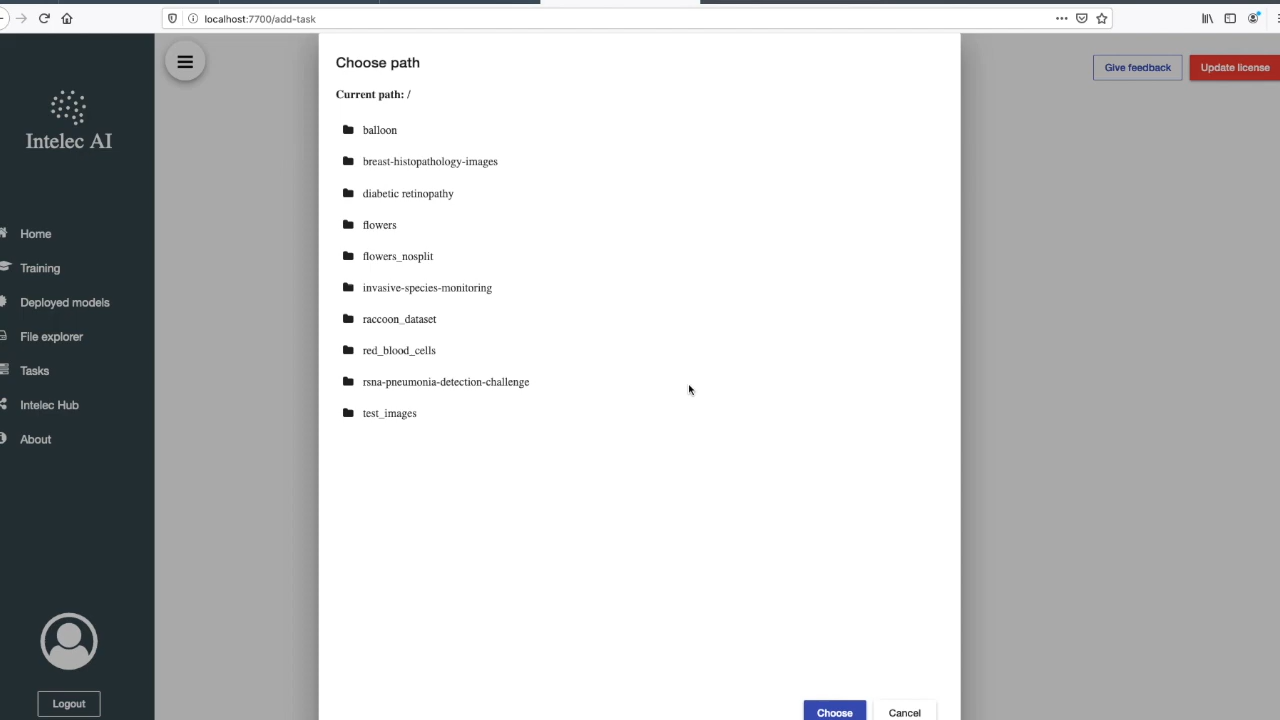 localhost:7700/add-task
Intelec AI
Home
Training
Deployed models
File explorer
Tasks
Intelec Hub
About
Logout
Choose path
Current path: /
balloon
breast-histopathology-images
diabetic retinopathy
flowers
flowers_nosplit
invasive-species-monitoring
raccoon_dataset
red_blood_cells
rsna-pneumonia-detection-challenge
test_images
Choose
Cancel
Give feedback
Update license